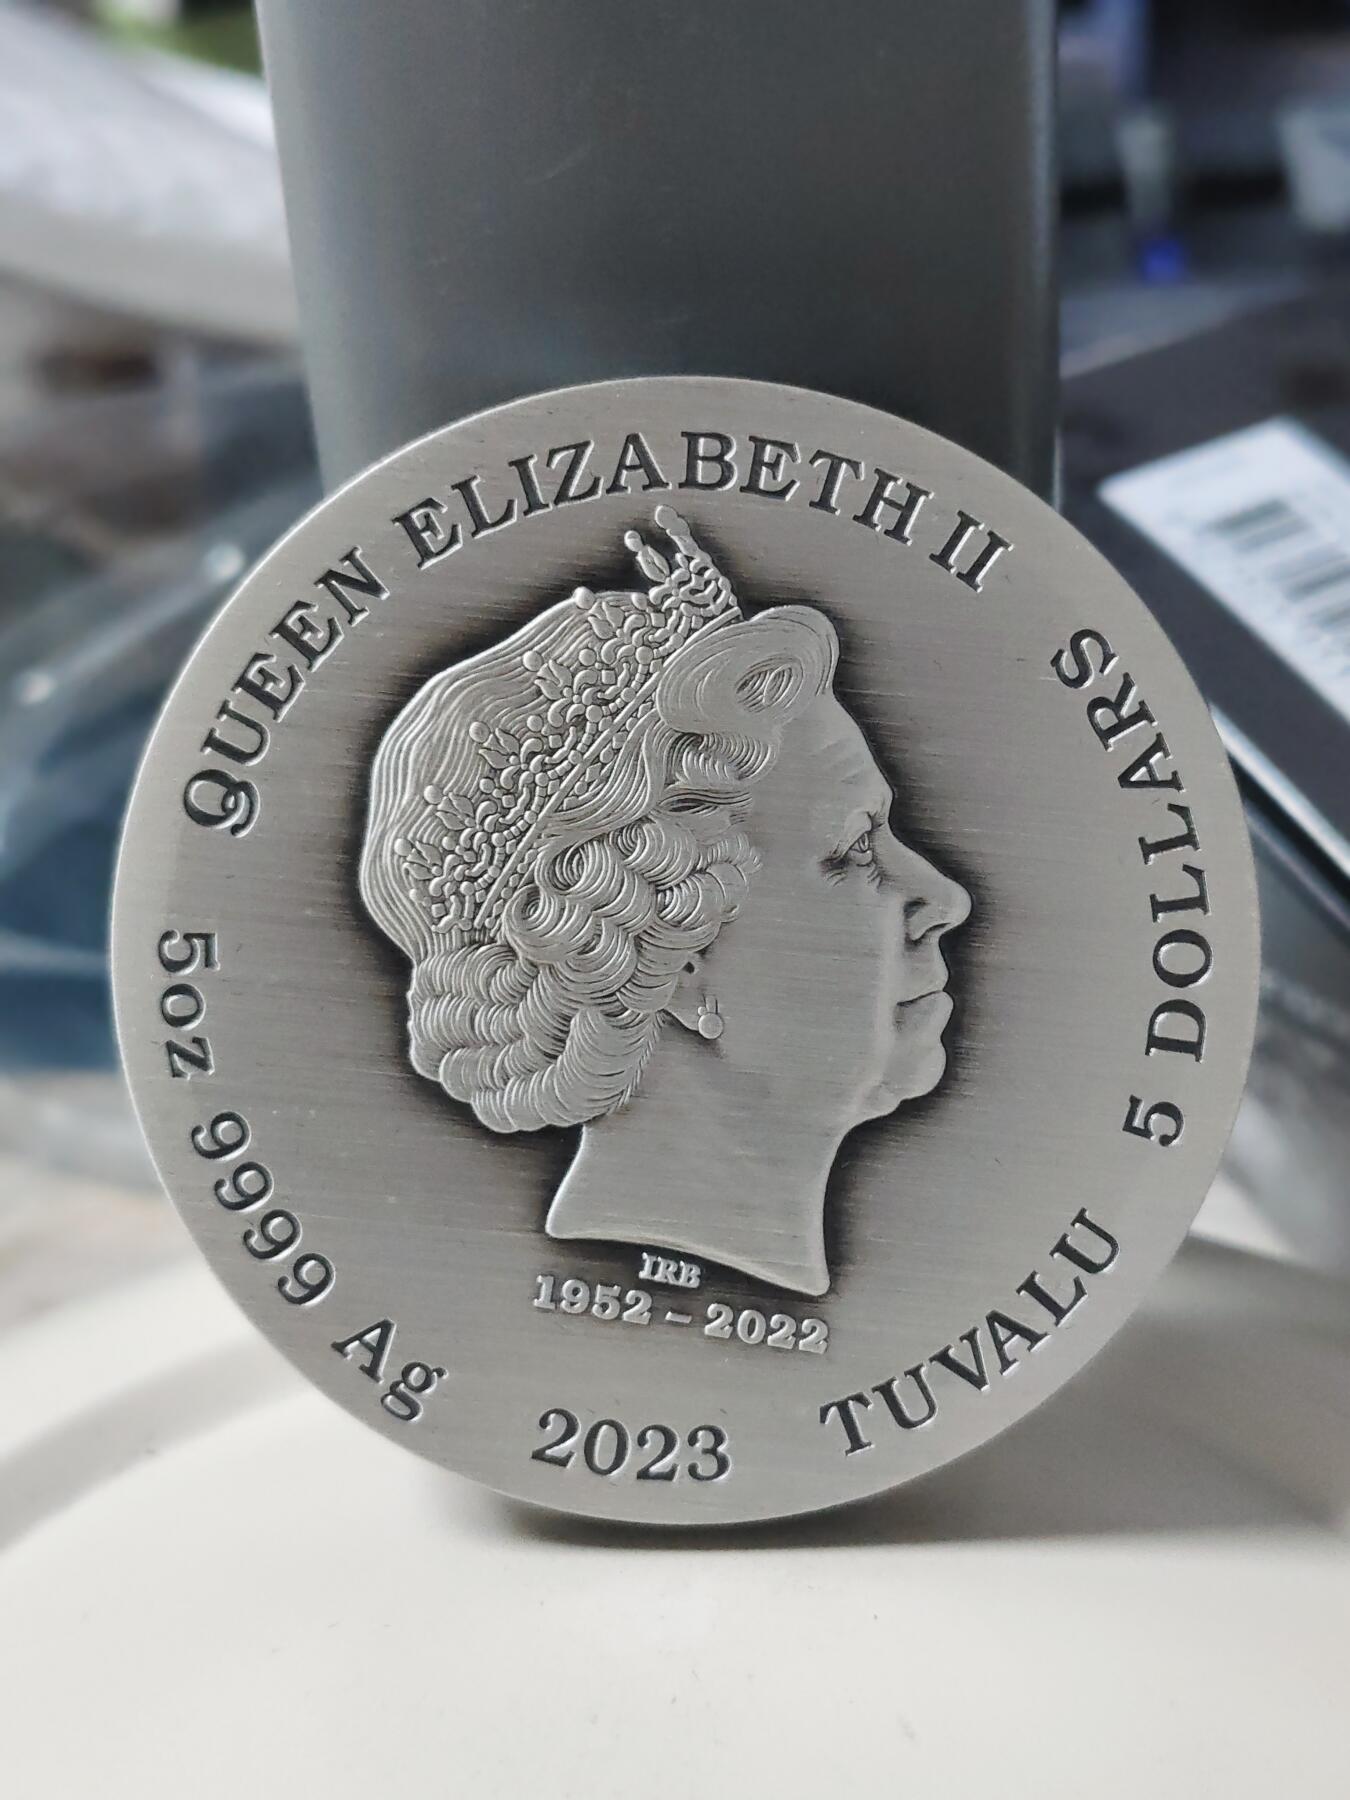 QUEEN ELIZABETH II
5 DOLLARS
TUVALU
2023
5oz 9999 Ag
IRB
1952 – 2022